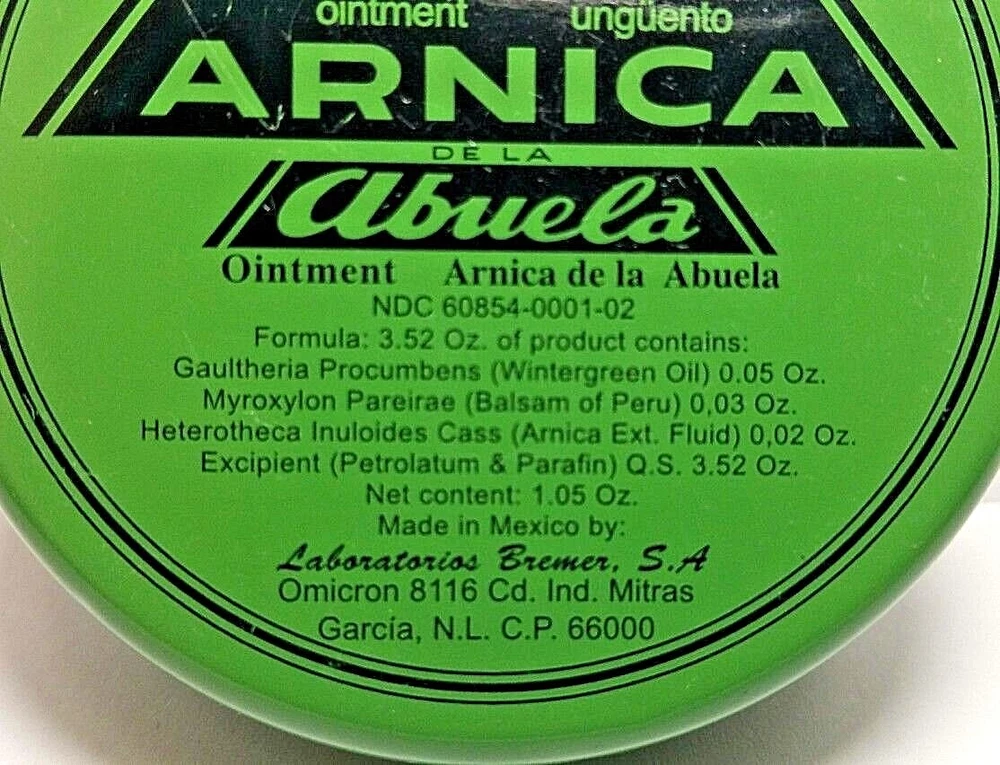 ointment ungüento
ARNICA
DE LA
Abuela
Ointment Arnica de la Abuela
NDC 60854-0001-02
Formula: 3.52 Oz. of product contains:
Gaultheria Procumbens (Wintergreen Oil) 0.05 Oz.
Myroxylon Pareirae (Balsam of Peru) 0,03 Oz.
Heterotheca Inuloides Cass (Arnica Ext. Fluid) 0,02 Oz.
Excipient (Petrolatum & Parafin) Q.S. 3.52 Oz.
Net content: 1.05 Oz.
Made in Mexico by:
Laboratorios Bremer, S.A
Omicron 8116 Cd. Ind. Mitras
García, N.L. C.P. 66000